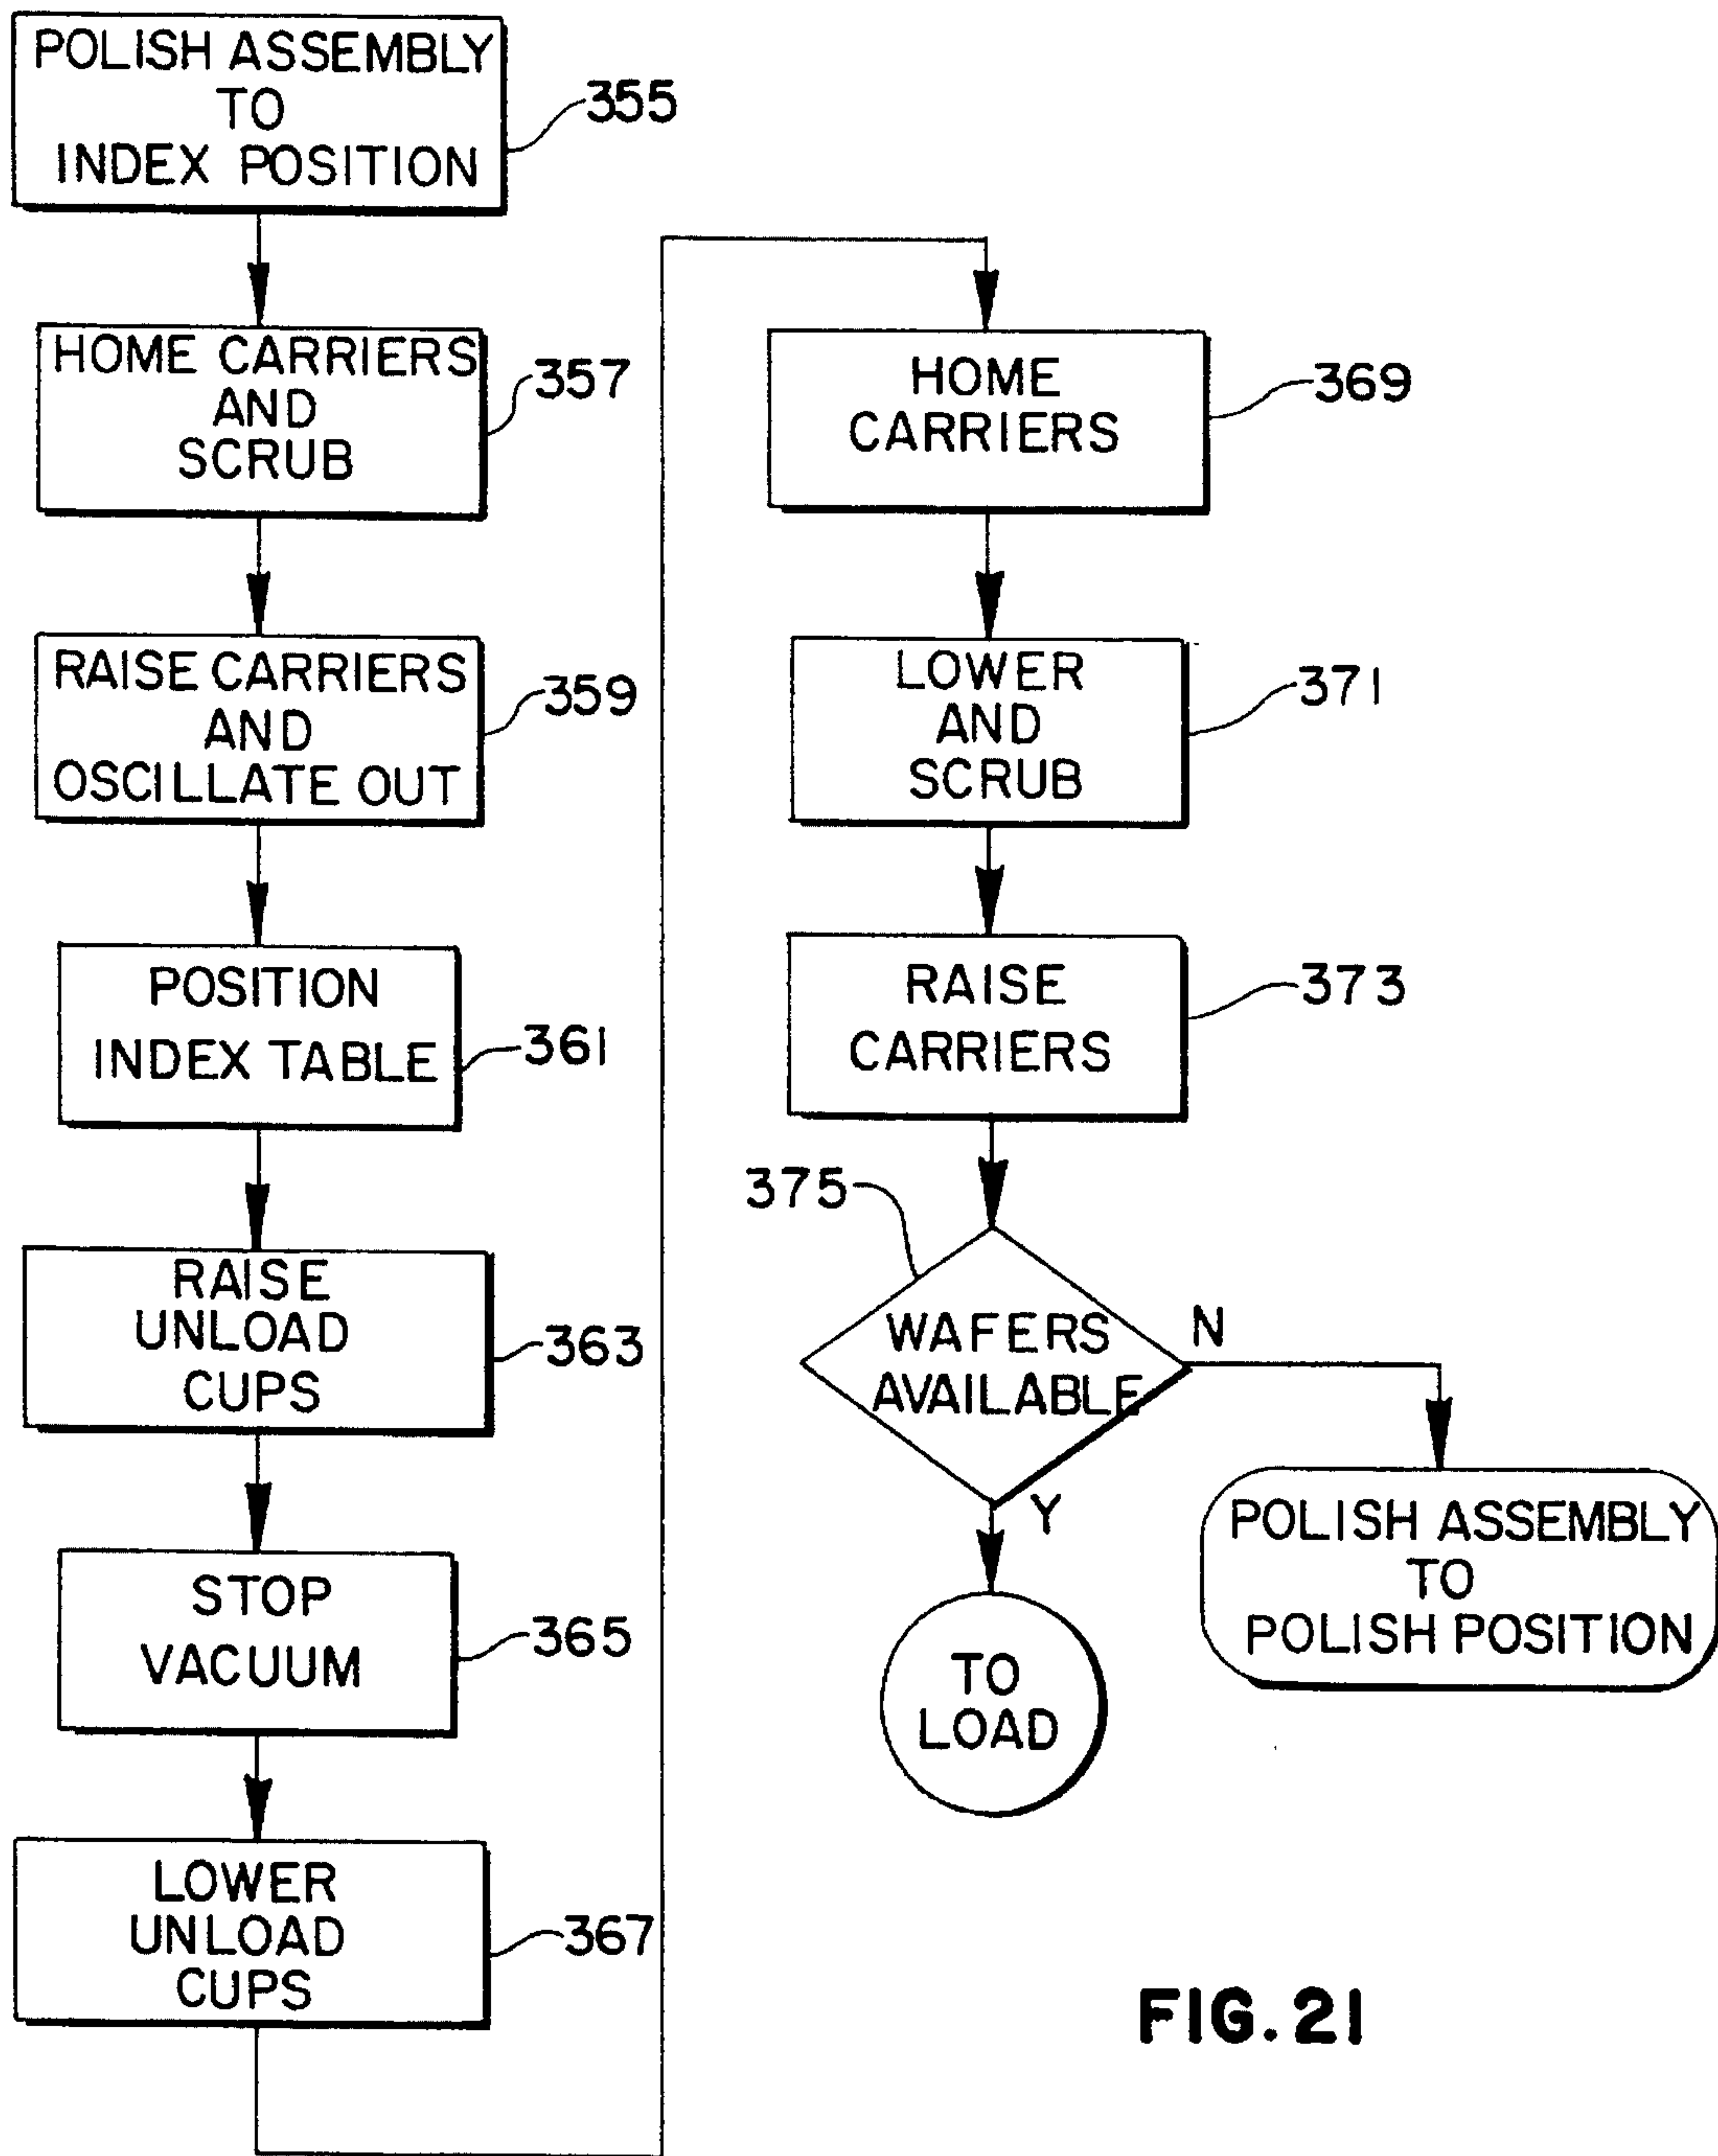 POLISH ASSEMBLY
TO
INDEX POSITION
355
HOME CARRIERS
AND
SCRUB
357
RAISE CARRIERS
AND
OSCILLATE OUT
359
POSITION
INDEX TABLE
361
RAISE
UNLOAD
CUPS
363
STOP
VACUUM
365
LOWER
UNLOAD
CUPS
367
HOME
CARRIERS
369
LOWER
AND
SCRUB
371
RAISE
CARRIERS
373
375
WAFERS
AVAILABLE
N
Y
POLISH ASSEMBLY
TO
POLISH POSITION
TO
LOAD
FIG. 21